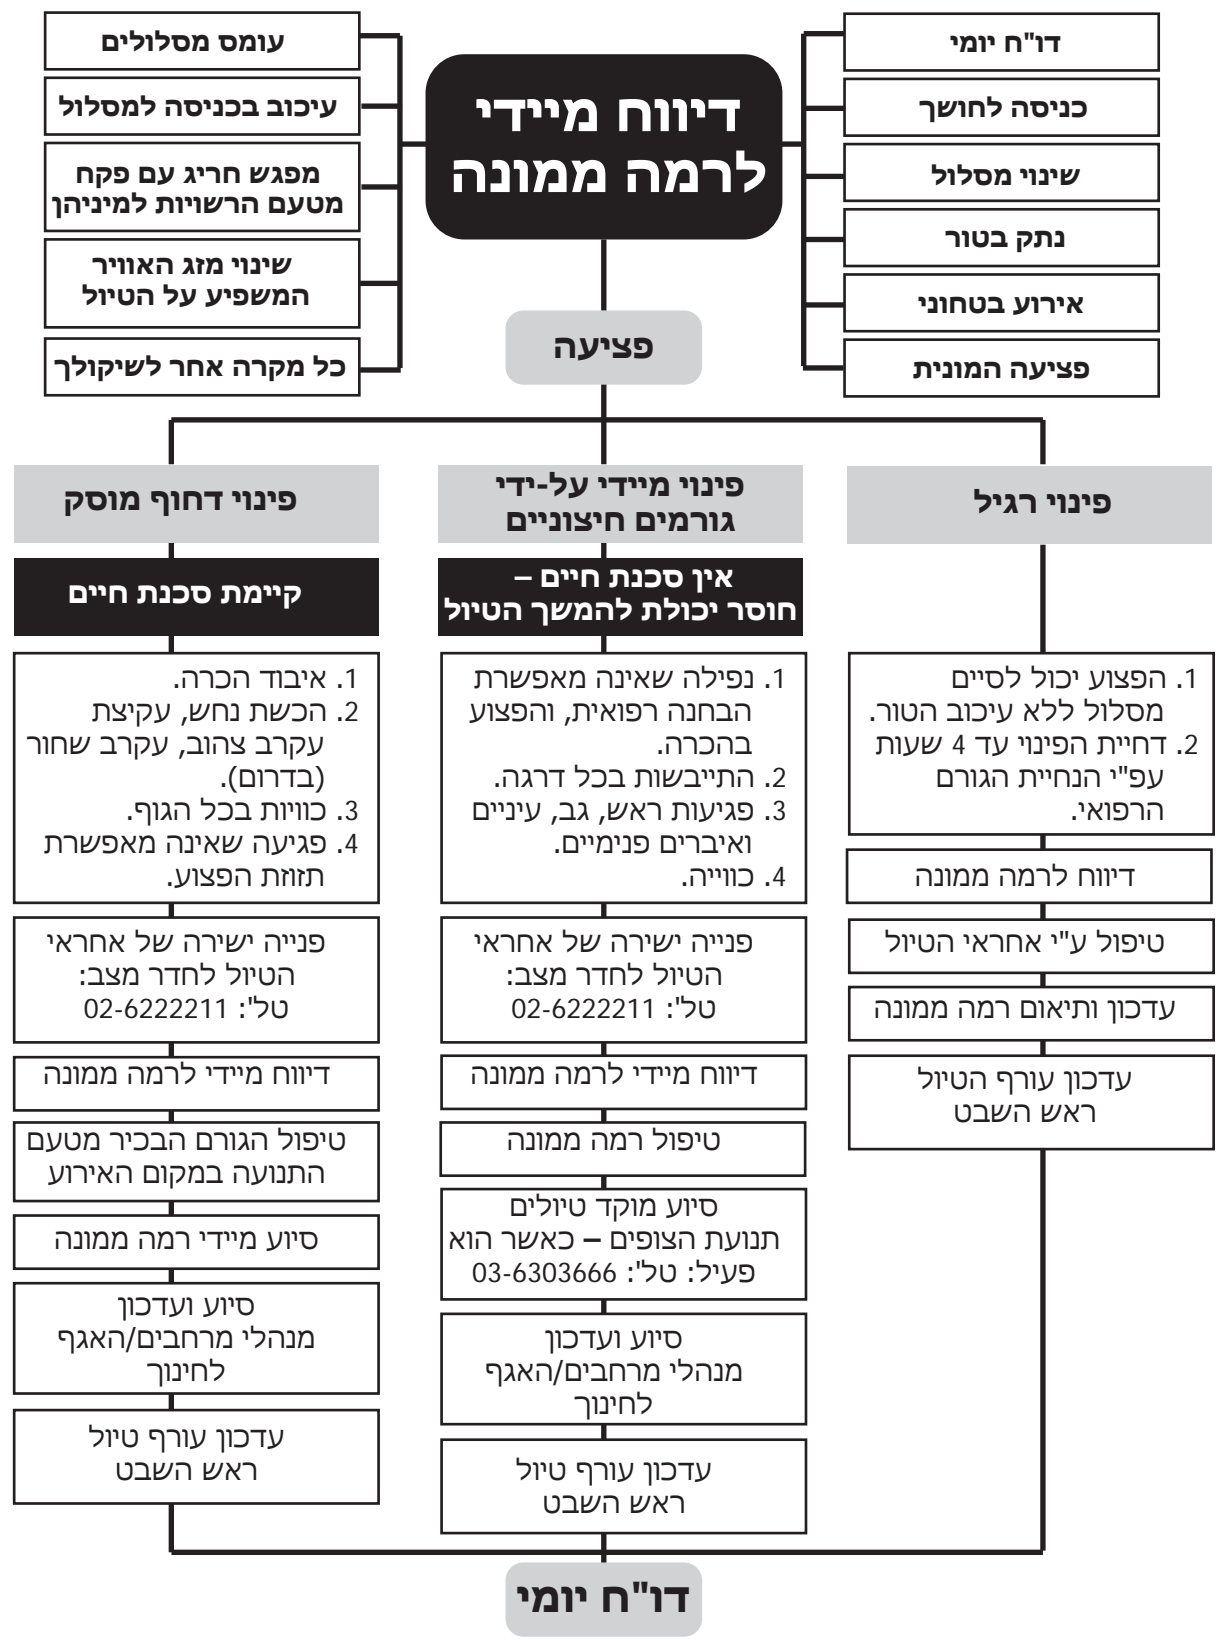 דיווח מיידי
לרמה ממונה
דו"ח יומי
כניסה לחושך
שינוי מסלול
נתק בטור
אירוע בטחוני
פציעה המונית
עומס מסלולים
עיכוב בכניסה למסלול
מפגש חריג עם פקח
מטעם הרשויות למיניהן
שינוי מזג האוויר
המשפיע על הטיול
כל מקרה אחר לשיקולך
פציעה
פינוי רגיל
1. הפצוע יכול לסיים
מסלול ללא עיכוב הטור.
2. דחיית הפינוי עד 4 שעות
עפ"י הנחיית הגורם
הרפואי.
דיווח לרמה ממונה
טיפול ע"י אחראי הטיול
עדכון ותיאום רמה ממונה
עדכון עורף הטיול
ראש השבט
פינוי מיידי על-ידי
גורמים חיצוניים
אין סכנת חיים –
חוסר יכולת להמשך הטיול
1. נפילה שאינה מאפשרת
הבחנה רפואית, והפצוע
בהכרה.
2. התייבשות בכל דרגה.
3. פגיעות ראש, גב, עיניים
ואיברים פנימיים.
4. כווייה.
פנייה ישירה של אחראי
הטיול לחדר מצב:
טל': 02-6222211
דיווח מיידי לרמה ממונה
טיפול רמה ממונה
סיוע מוקד טיולים
תנועת הצופים – כאשר הוא
פעיל: טל': 03-6303666
סיוע ועדכון
מנהלי מרחבים/האגף
לחינוך
עדכון עורף טיול
ראש השבט
פינוי דחוף מוסק
קיימת סכנת חיים
1. איבוד הכרה.
2. הכשת נחש, עקיצת
עקרב צהוב, עקרב שחור
(בדרום).
3. כוויות בכל הגוף.
4. פגיעה שאינה מאפשרת
תזוזת הפצוע.
פנייה ישירה של אחראי
הטיול לחדר מצב:
טל': 02-6222211
דיווח מיידי לרמה ממונה
טיפול הגורם הבכיר מטעם
התנועה במקום האירוע
סיוע מיידי רמה ממונה
סיוע ועדכון
מנהלי מרחבים/האגף
לחינוך
עדכון עורף טיול
ראש השבט
דו"ח יומי